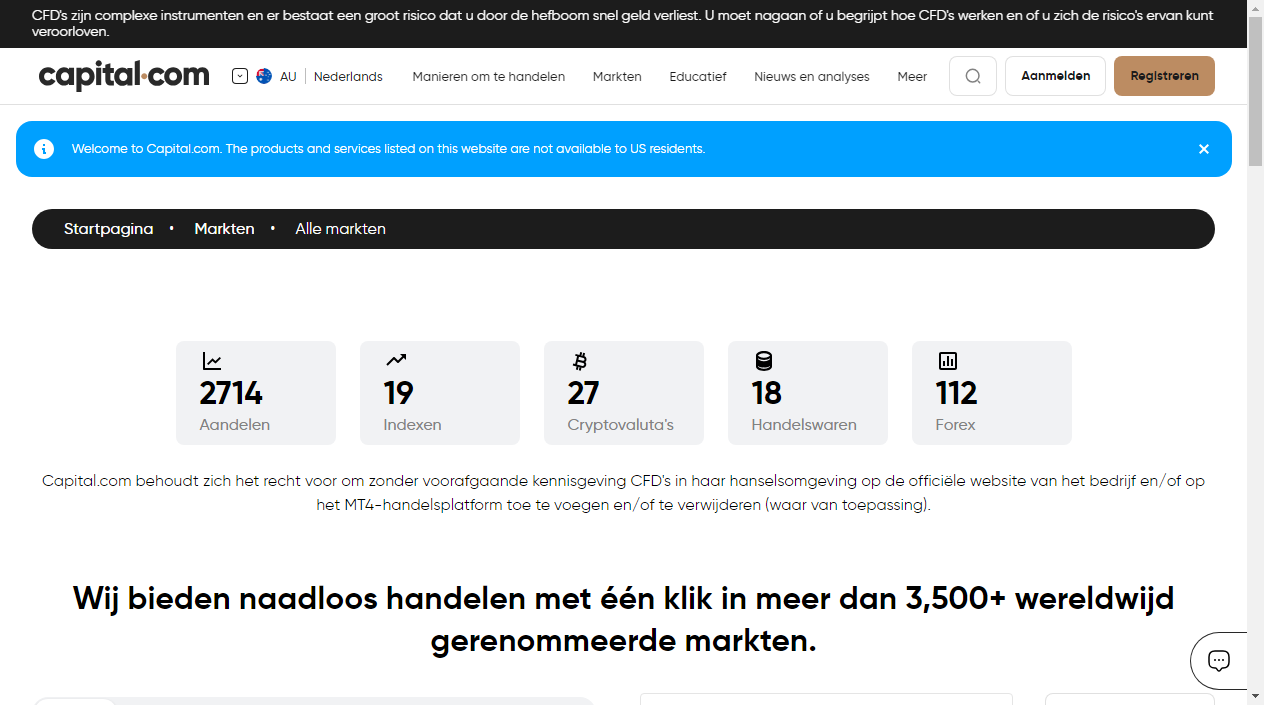 CFD's zijn complexe instrumenten en er bestaat een groot risico dat u door de hefboom snel geld verliest. U moet nagaan of u begrijpt hoe CFD's werken en of u zich de risico's ervan kunt
veroorloven.
capital.com
AU
Nederlands
Manieren om te handelen
Markten
Educatief
Nieuws en analyses
Meer
Aanmelden
Registreren
Welcome to Capital.com. The products and services listed on this website are not available to US residents.
Startpagina • Markten • Alle markten
2714
Aandelen
19
Indexen
27
Cryptovaluta's
18
Handelswaren
112
Forex
Capital.com behoudt zich het recht voor om zonder voorafgaande kennisgeving CFD's in haar hanselsomgeving op de officiële website van het bedrijf en/of op
het MT4-handelsplatform toe te voegen en/of te verwijderen (waar van toepassing).
Wij bieden naadloos handelen met één klik in meer dan 3,500+ wereldwijd
gerenommeerde markten.